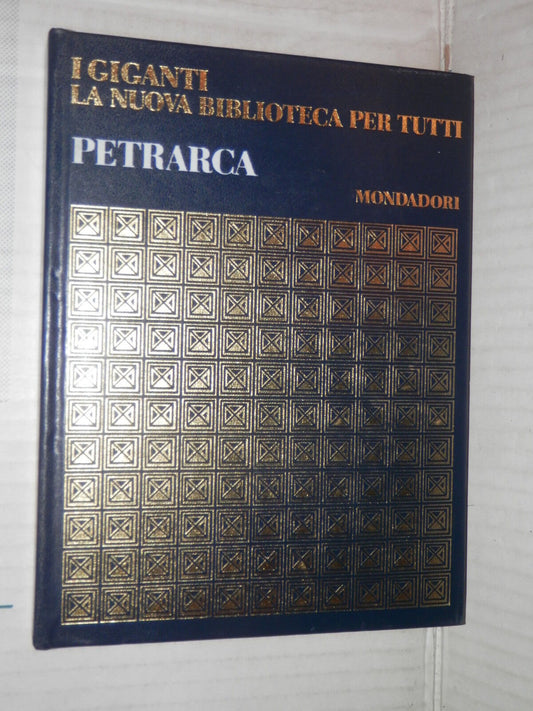 I GIGANTI
LA NUOVA BIBLIOTECA PER TUTTI
PETRARCA
MONDADORI